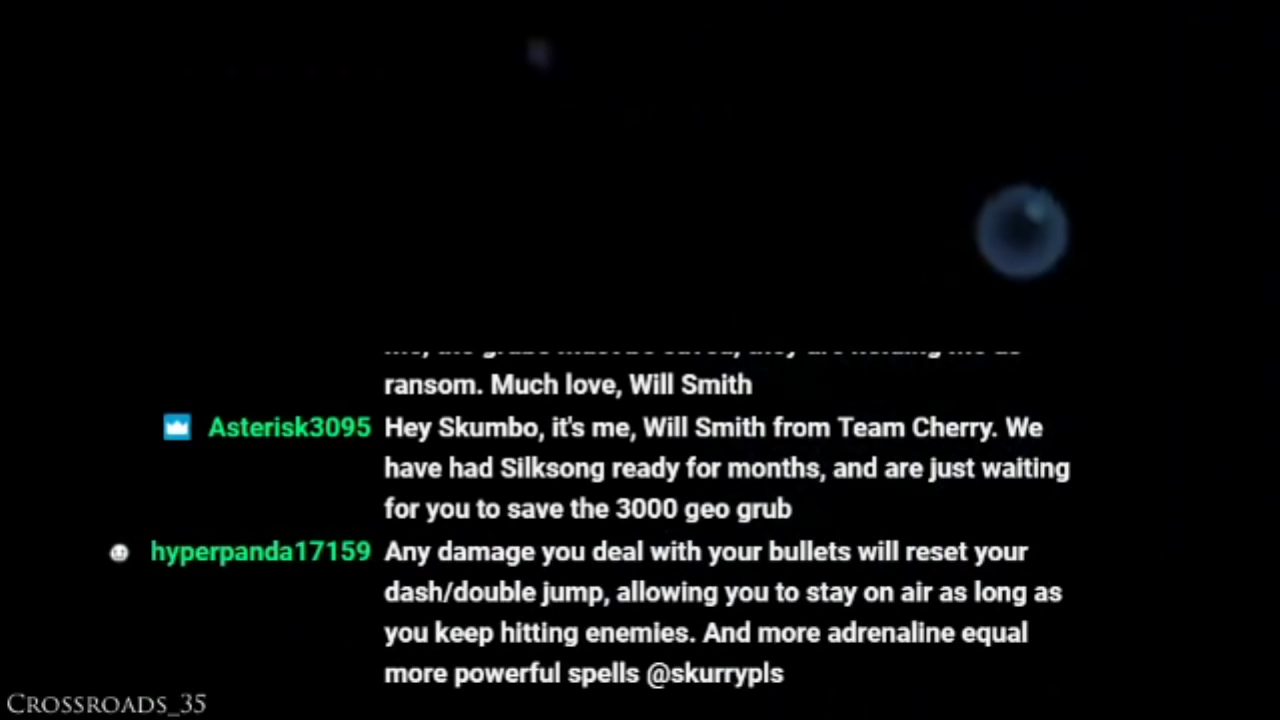 ransom. Much love, Will Smith
Asterisk3095 Hey Skumbo, it's me, Will Smith from Team Cherry. We
have had Silksong ready for months, and are just waiting
for you to save the 3000 geo grub
hyperpanda17159 Any damage you deal with your bullets will reset your
dash/double jump, allowing you to stay on air as long as
you keep hitting enemies. And more adrenaline equal
more powerful spells @skurrypls
CROSSROADS_35